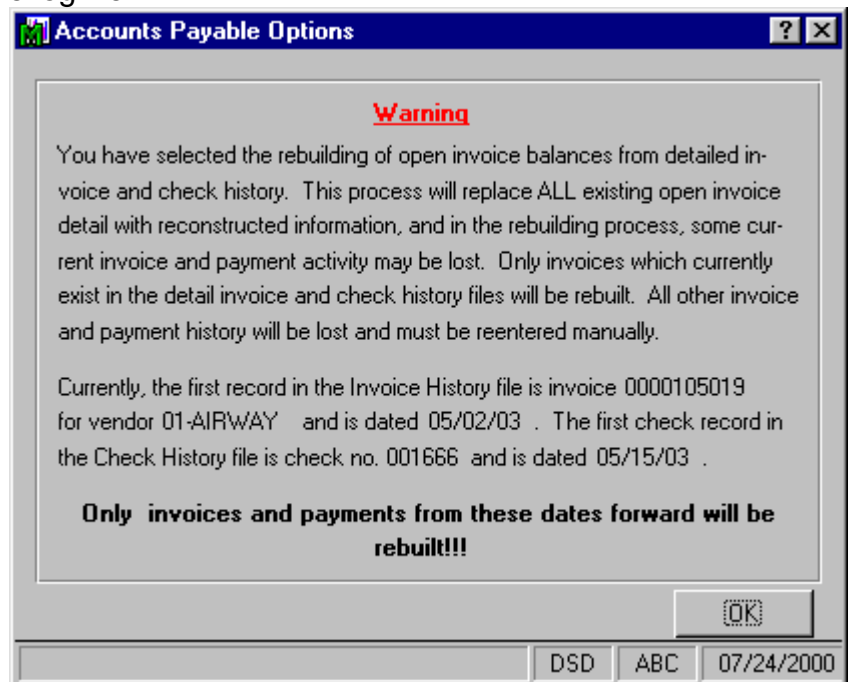 Accounts Payable Options
Warning
You have selected the rebuilding of open invoice balances from detailed in-
voice and check history. This process will replace ALL existing open invoice
detail with reconstructed information, and in the rebuilding process, some cur-
rent invoice and payment activity may be lost. Only invoices which currently
exist in the detail invoice and check history files will be rebuilt. All other invoice
and payment history will be lost and must be reentered manually.
Currently, the first record in the Invoice History file is invoice 0000105019
for vendor 01-AIRWAY and is dated 05/02/03 . The first check record in
the Check History file is check no. 001666 and is dated 05/15/03 .
Only invoices and payments from these dates forward will be
rebuilt!!!
OK
DSD ABC 07/24/2000